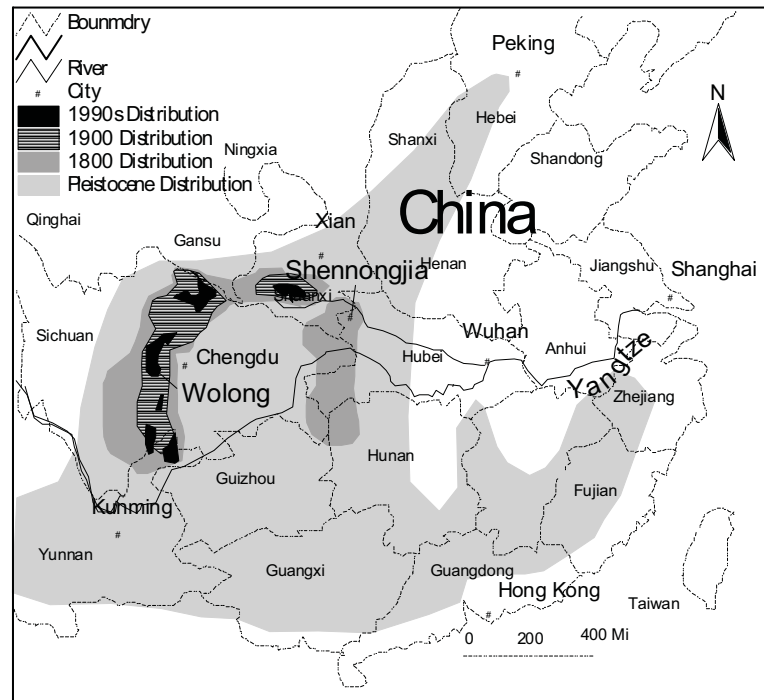 Bounmdry
River
City
1990s Distribution
1900 Distribution
1800 Distribution
Pleistocene Distribution
Peking
N
Hebei
Shanxi
Ningxia
Shandong
Qinghai
Xian
China
Gansu
Shennongjia
Henan
Jiangshu
Shanghai
Shaanxi
Sichuan
Wuhan
Chengdu
Hubei
Anhui
Yangtze
Wolong
Zhejiang
Hunan
Guizhou
Fujian
Kunming
Yunnan
Guangxi
Guangdong
Hong Kong
Taiwan
0 200 400 Mi